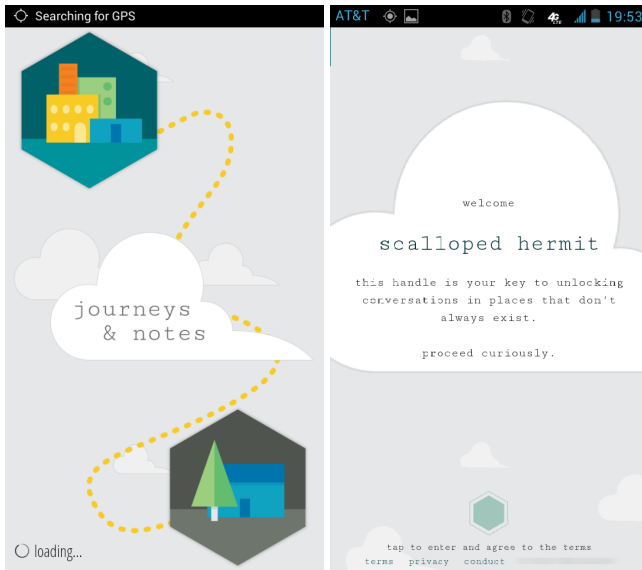 Searching for GPS
journeys
& notes
loading...
AT&T 4G LTE 19:53
welcome
scalloped hermit
this handle is your key to unlocking
conversations in places that don't
always exist.
proceed curiously.
tap to enter and agree to the terms
terms privacy conduct